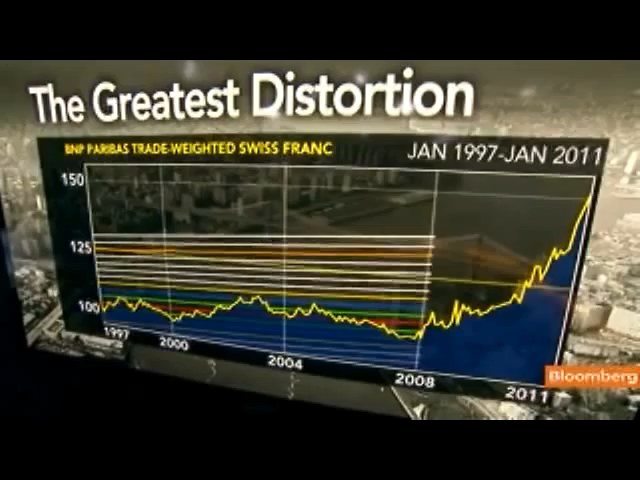 The Greatest Distortion
BNP PARIBAS TRADE-WEIGHTED SWISS FRANC
JAN 1997-JAN 2011
150
125
100
1997
2000
2004
2008
2011
Bloomberg